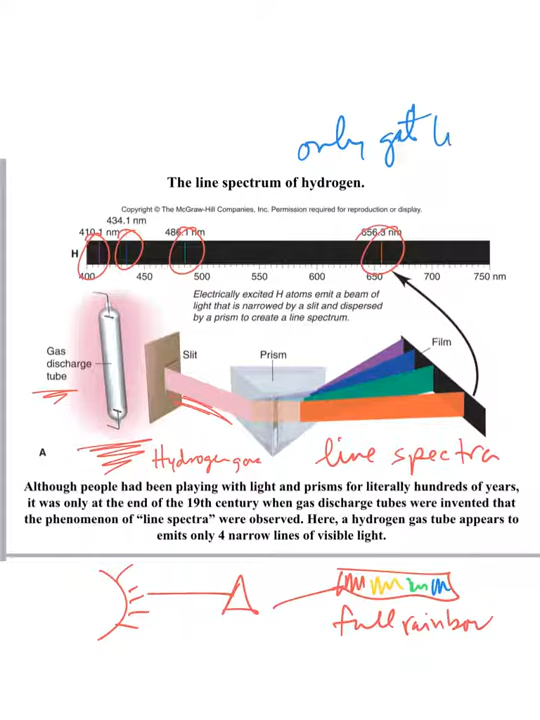 only get 4
The line spectrum of hydrogen.
Copyright © The McGraw-Hill Companies, Inc. Permission required for reproduction or display.
434.1 nm
410.1 nm 486.1 nm 656.3 nm
H
400 450 500 550 600 650 700 750 nm
Electrically excited H atoms emit a beam of
light that is narrowed by a slit and dispersed
by a prism to create a line spectrum.
Film
Gas
discharge
tube
Slit
Prism
A
Hydrogen
line spectra
Although people had been playing with light and prisms for literally hundreds of years,
it was only at the end of the 19th century when gas discharge tubes were invented that
the phenomenon of “line spectra” were observed. Here, a hydrogen gas tube appears to
emits only 4 narrow lines of visible light.
full rainbow